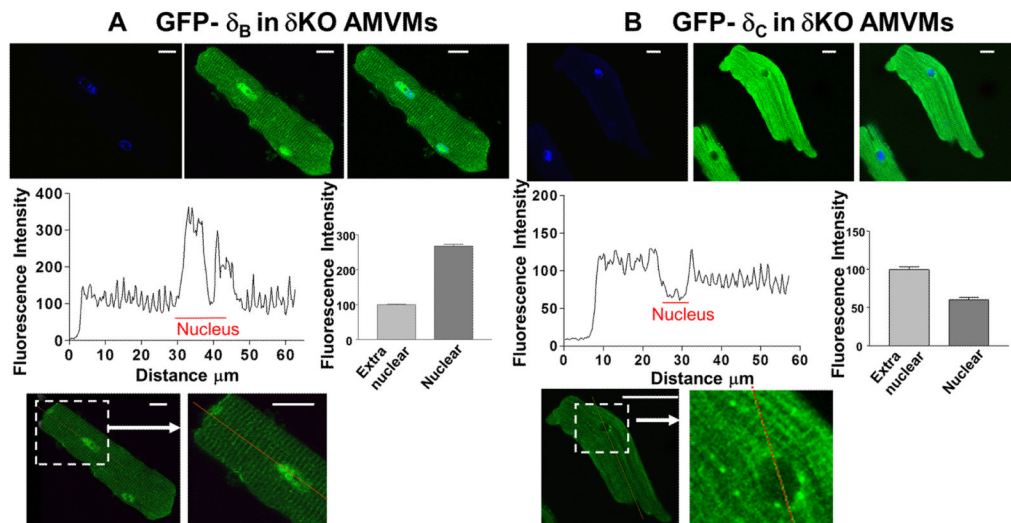 A GFP- δB in δKO AMVMs
Fluorescence Intensity
400
300
200
100
0
Nucleus
0 10 20 30 40 50 60
Distance μm
Fluorescence Intensity
300
200
100
0
Extra
nuclear
Nuclear
B GFP- δC in δKO AMVMs
Fluorescence Intensity
200
150
100
50
0
Nucleus
0 10 20 30 40 50 60
Distance μm
Fluorescence Intensity
150
100
50
0
Extra
nuclear
Nuclear